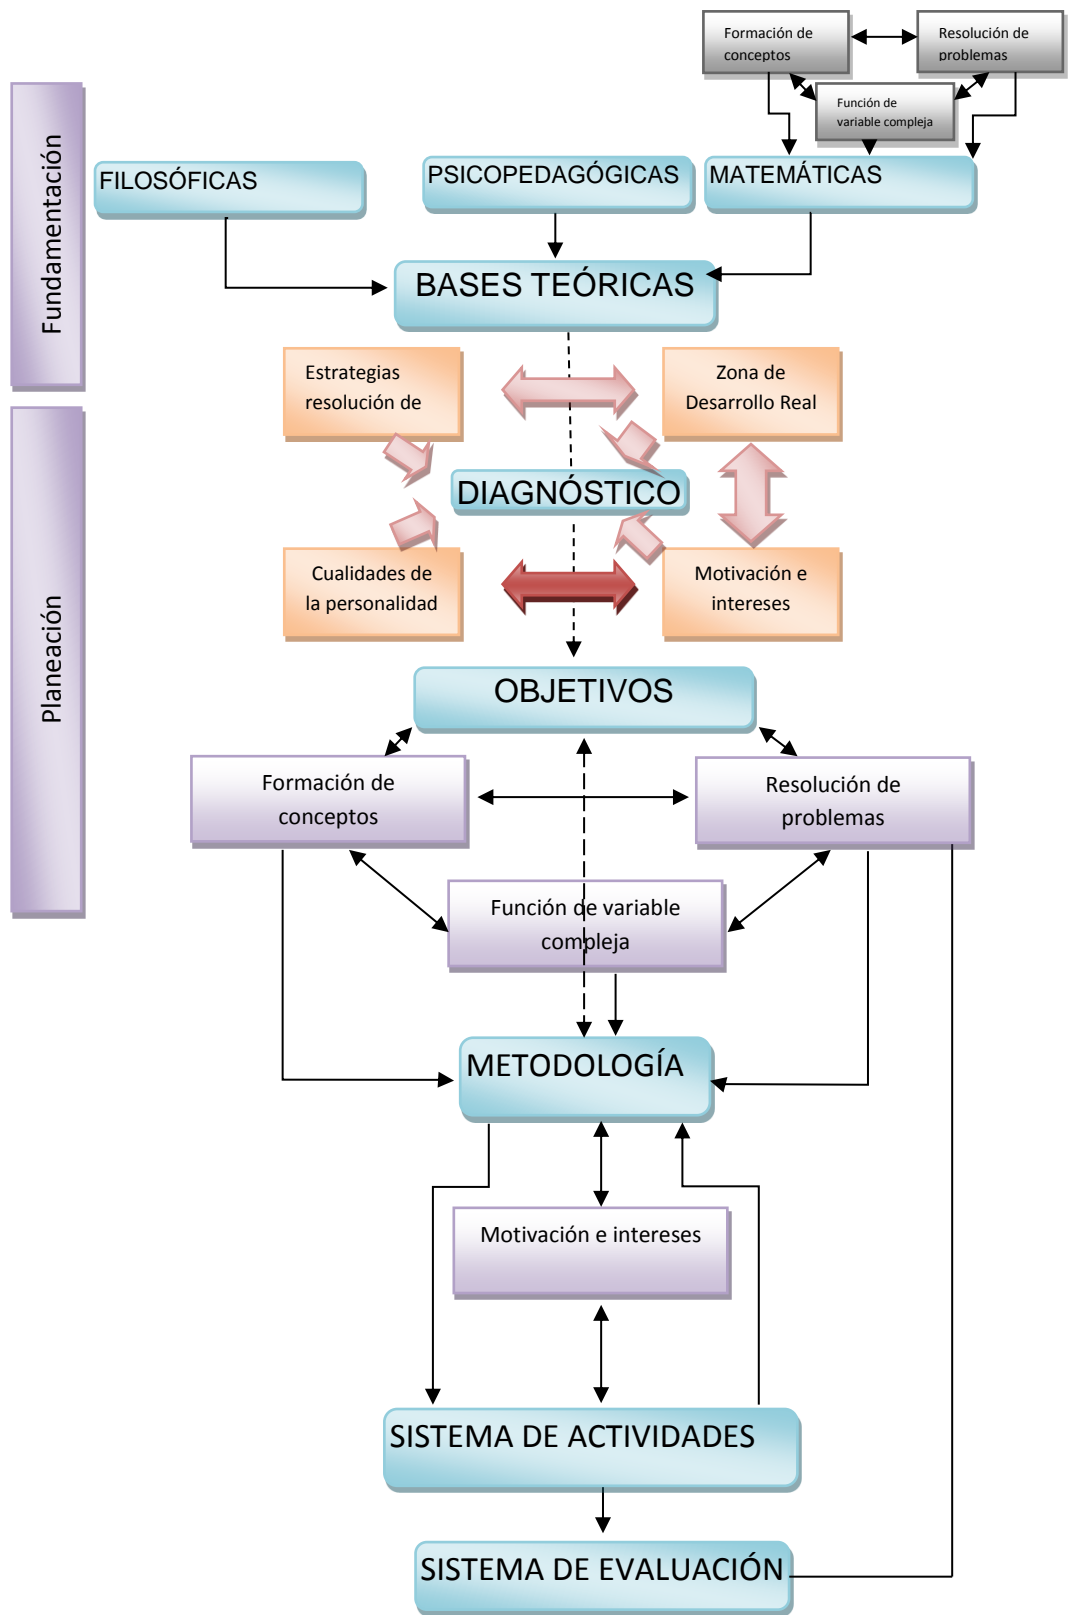 Formación de
conceptos
Resolución de
problemas
Función de
variable compleja
Fundamentación
FILOSÓFICAS
PSICOPEDAGÓGICAS
MATEMÁTICAS
BASES TEÓRICAS
Estrategias
resolución de
Zona de
Desarrollo Real
DIAGNÓSTICO
Cualidades de
la personalidad
Motivación e
intereses
Planeación
OBJETIVOS
Formación de
conceptos
Resolución de
problemas
Función de variable
compleja
METODOLOGÍA
Motivación e intereses
SISTEMA DE ACTIVIDADES
SISTEMA DE EVALUACIÓN